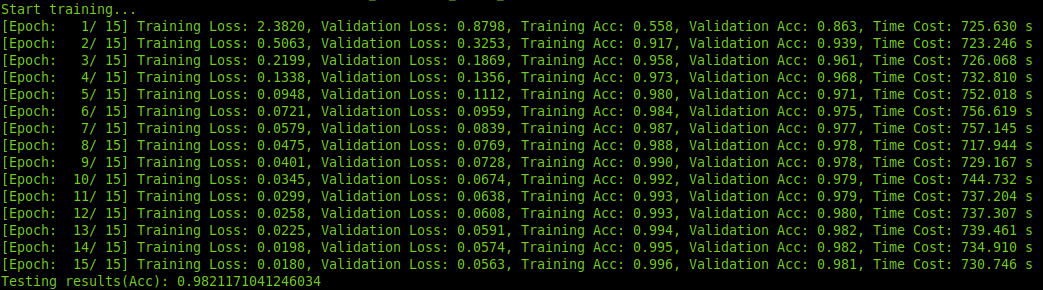 Start training...
[Epoch:   1/ 15] Training Loss: 2.3820, Validation Loss: 0.8798, Training Acc: 0.558, Validation Acc: 0.863, Time Cost: 725.630 s
[Epoch:   2/ 15] Training Loss: 0.5063, Validation Loss: 0.3253, Training Acc: 0.917, Validation Acc: 0.939, Time Cost: 723.246 s
[Epoch:   3/ 15] Training Loss: 0.2199, Validation Loss: 0.1869, Training Acc: 0.958, Validation Acc: 0.961, Time Cost: 726.068 s
[Epoch:   4/ 15] Training Loss: 0.1338, Validation Loss: 0.1356, Training Acc: 0.973, Validation Acc: 0.968, Time Cost: 732.810 s
[Epoch:   5/ 15] Training Loss: 0.0948, Validation Loss: 0.1112, Training Acc: 0.980, Validation Acc: 0.971, Time Cost: 752.018 s
[Epoch:   6/ 15] Training Loss: 0.0721, Validation Loss: 0.0959, Training Acc: 0.984, Validation Acc: 0.975, Time Cost: 756.619 s
[Epoch:   7/ 15] Training Loss: 0.0579, Validation Loss: 0.0839, Training Acc: 0.987, Validation Acc: 0.977, Time Cost: 757.145 s
[Epoch:   8/ 15] Training Loss: 0.0475, Validation Loss: 0.0769, Training Acc: 0.988, Validation Acc: 0.978, Time Cost: 717.944 s
[Epoch:   9/ 15] Training Loss: 0.0401, Validation Loss: 0.0728, Training Acc: 0.990, Validation Acc: 0.978, Time Cost: 729.167 s
[Epoch:  10/ 15] Training Loss: 0.0345, Validation Loss: 0.0674, Training Acc: 0.992, Validation Acc: 0.979, Time Cost: 744.732 s
[Epoch:  11/ 15] Training Loss: 0.0299, Validation Loss: 0.0638, Training Acc: 0.993, Validation Acc: 0.979, Time Cost: 737.204 s
[Epoch:  12/ 15] Training Loss: 0.0258, Validation Loss: 0.0608, Training Acc: 0.993, Validation Acc: 0.980, Time Cost: 737.307 s
[Epoch:  13/ 15] Training Loss: 0.0225, Validation Loss: 0.0591, Training Acc: 0.994, Validation Acc: 0.982, Time Cost: 739.461 s
[Epoch:  14/ 15] Training Loss: 0.0198, Validation Loss: 0.0574, Training Acc: 0.995, Validation Acc: 0.982, Time Cost: 734.910 s
[Epoch:  15/ 15] Training Loss: 0.0180, Validation Loss: 0.0563, Training Acc: 0.996, Validation Acc: 0.981, Time Cost: 730.746 s
Testing results(Acc): 0.9821171041246034